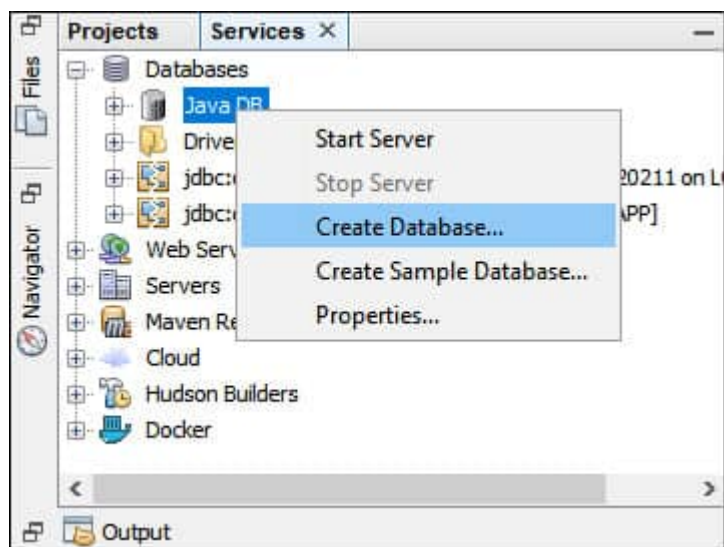 Files
Navigator
Projects Services
Databases
Java DB
Drive
jdbc: 20211 on L
jdbc: APP]
Web Serv
Servers
Maven Re
Cloud
Hudson Builders
Docker
Start Server
Stop Server
Create Database...
Create Sample Database...
Properties...
Output